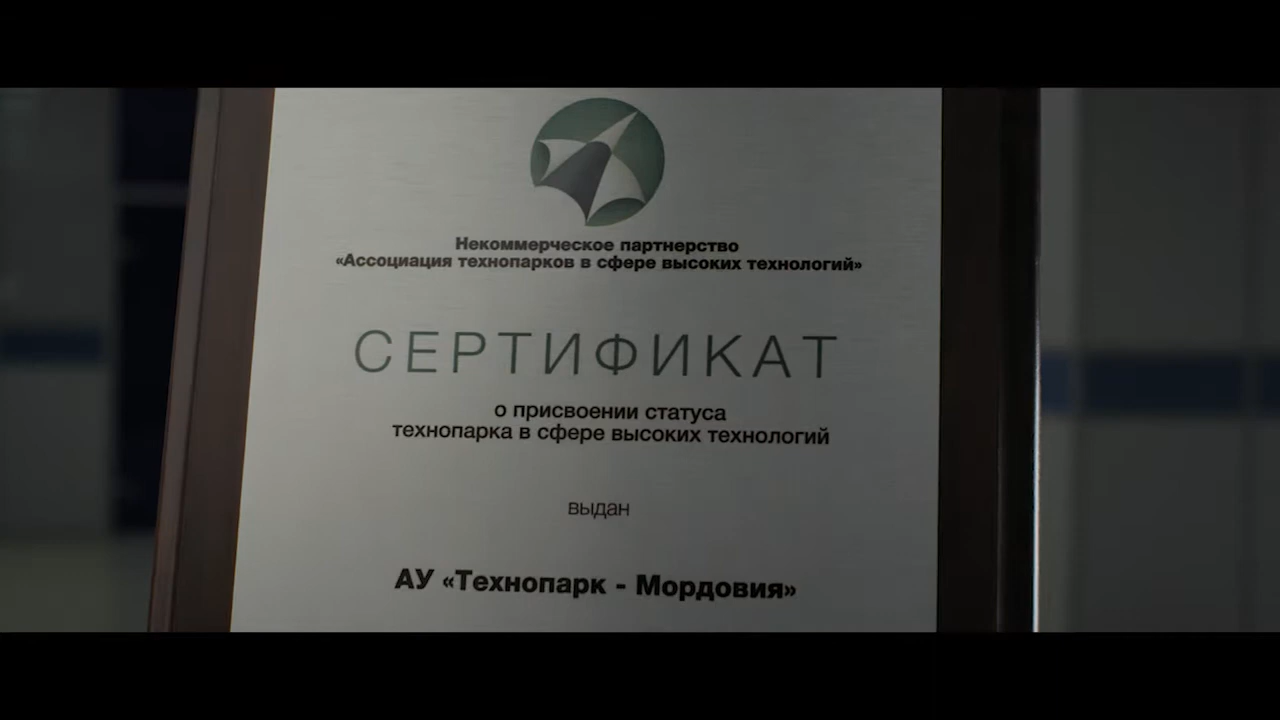 Некоммерческое партнерство
«Ассоциация технопарков в сфере высоких технологий»
СЕРТИФИКАТ
о присвоении статуса
технопарка в сфере высоких технологий
выдан
АУ «Технопарк - Мордовия»